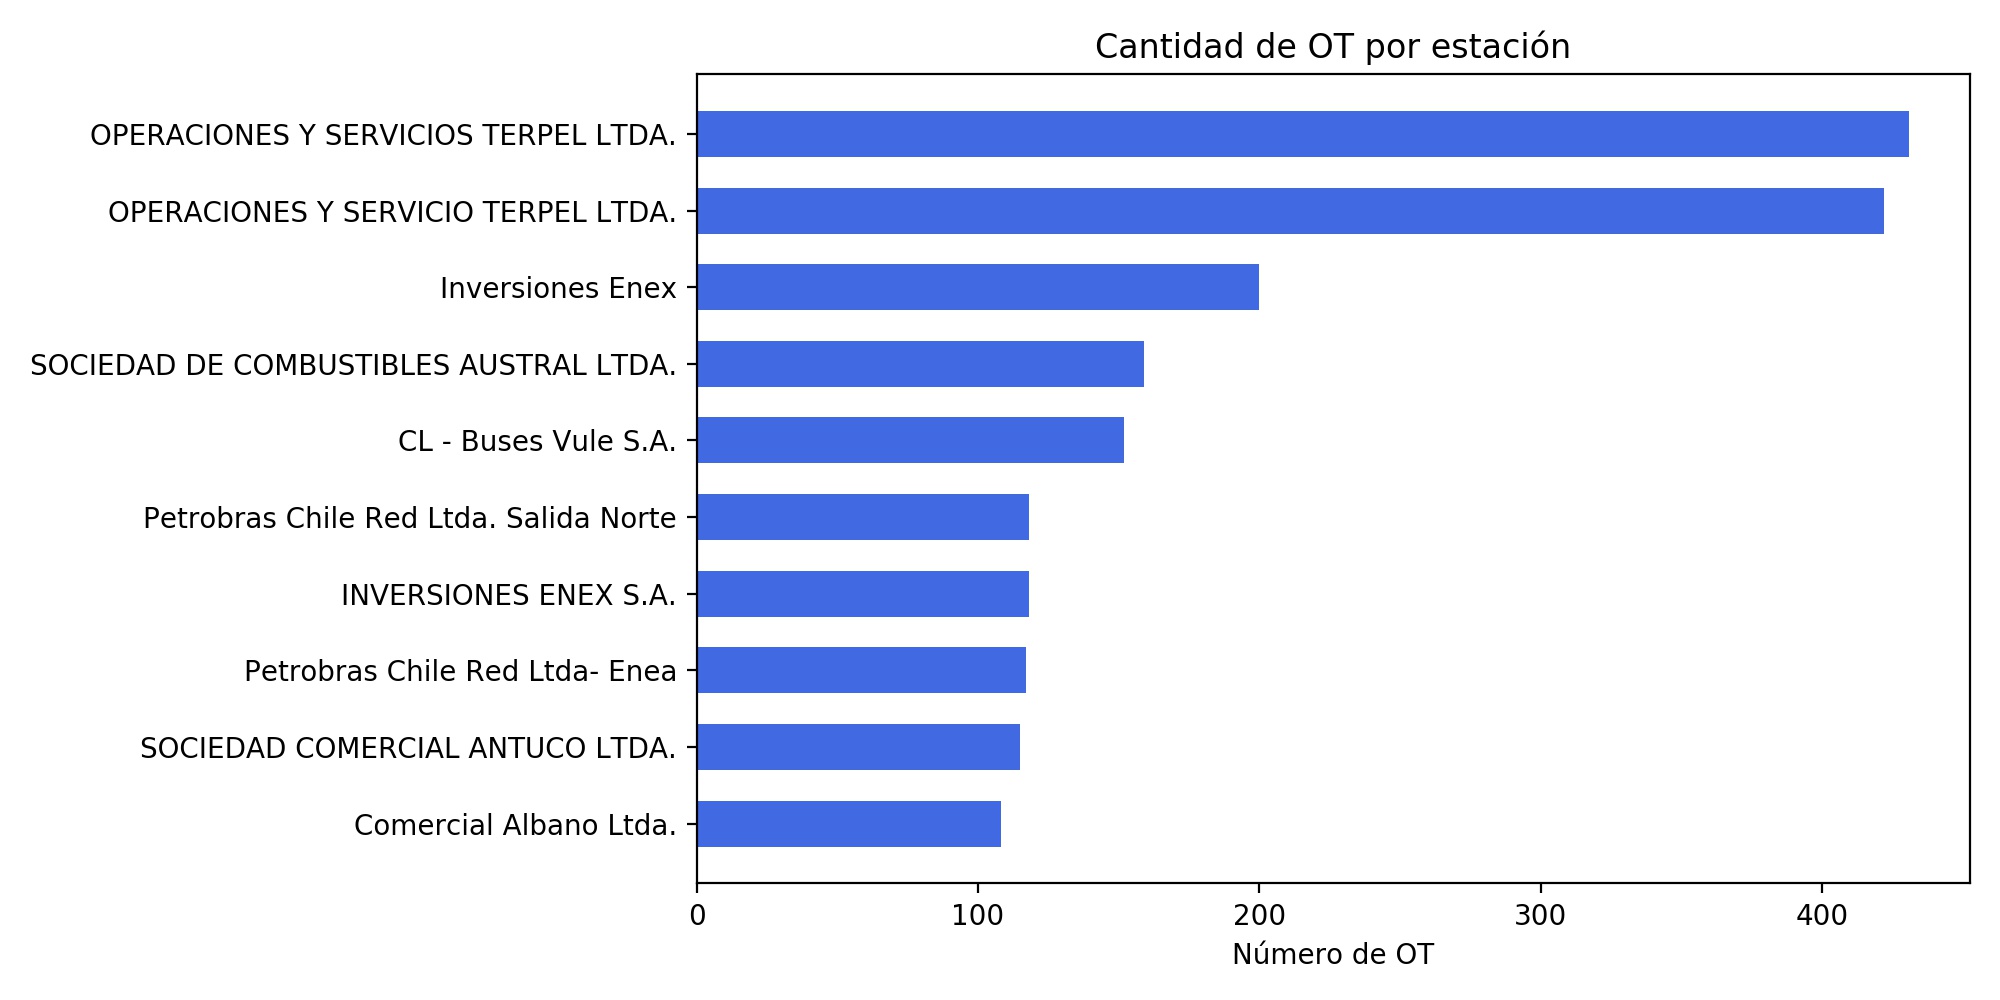 Cantidad de OT por estación
OPERACIONES Y SERVICIOS TERPEL LTDA.
OPERACIONES Y SERVICIO TERPEL LTDA.
Inversiones Enex
SOCIEDAD DE COMBUSTIBLES AUSTRAL LTDA.
CL - Buses Vule S.A.
Petrobras Chile Red Ltda. Salida Norte
INVERSIONES ENEX S.A.
Petrobras Chile Red Ltda- Enea
SOCIEDAD COMERCIAL ANTUCO LTDA.
Comercial Albano Ltda.
0 100 200 300 400
Número de OT